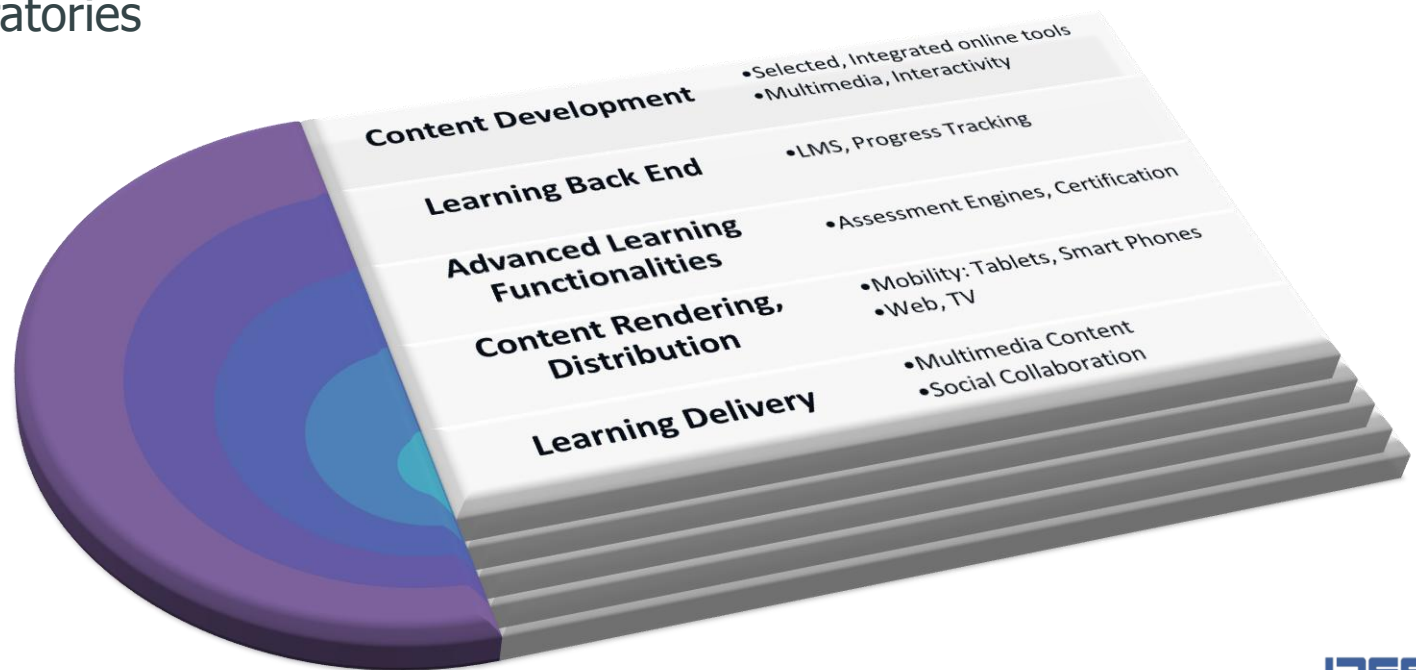 Content Development
•Selected, Integrated online tools
•Multimedia, Interactivity
Learning Back End
•LMS, Progress Tracking
Advanced Learning
Functionalities
•Assessment Engines, Certification
Content Rendering,
Distribution
•Mobility: Tablets, Smart Phones
•Web, TV
Learning Delivery
•Multimedia Content
•Social Collaboration